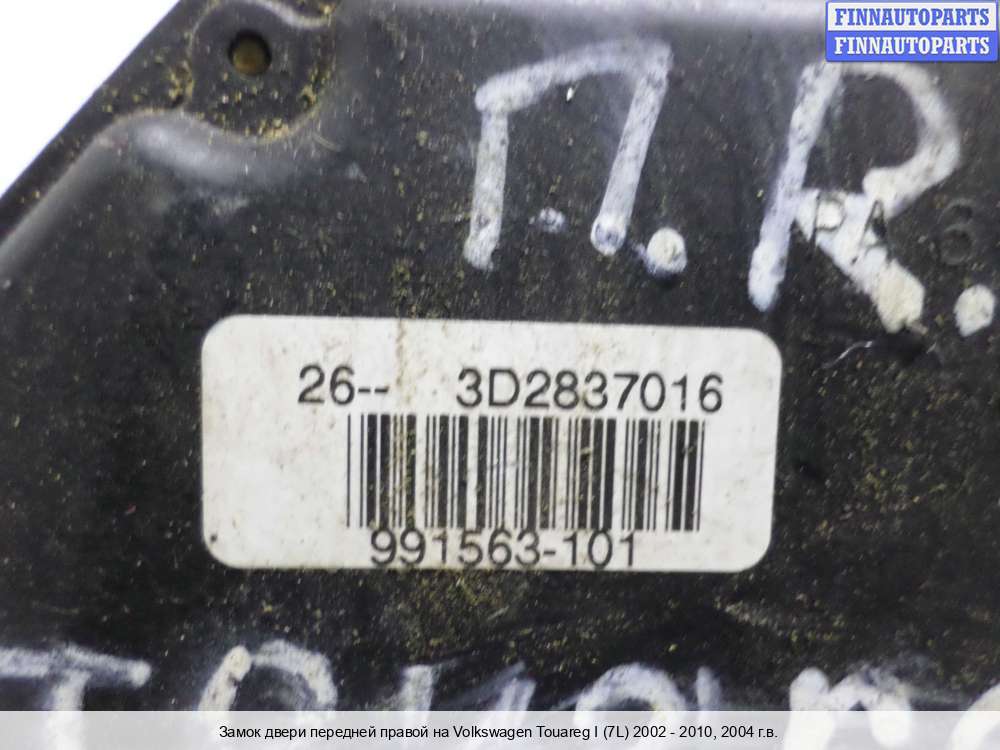 FINNAUTOPARTS
FINNAUTOPARTS
П.R.
26-- 3D2837016
991563-101
Замок двери передней правой на Volkswagen Touareg I (7L) 2002 - 2010, 2004 г.в.